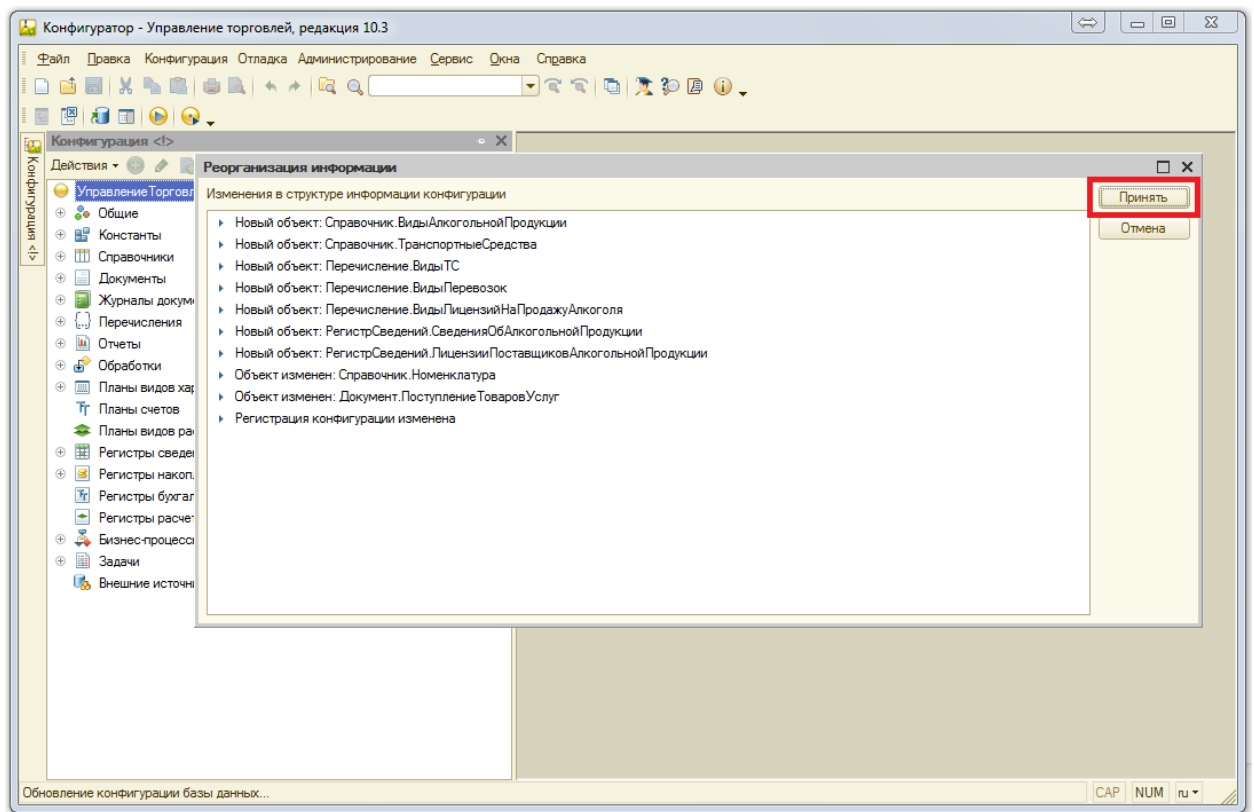 Конфигуратор - Управление торговлей, редакция 10.3
Файл Правка Конфигурация Отладка Администрирование Сервис Окна Справка
Конфигурация <!>
Действия
Конфигурация <!>
УправлениеТоргов
Общие
Константы
Справочники
Документы
Журналы докум
Перечисления
Отчеты
Обработки
Планы видов хар
Планы счетов
Планы видов ра
Регистры сведе
Регистры накоп
Регистры бухгал
Регистры расче
Бизнес-процесс
Задачи
Внешние источн
Реорганизация информации
Изменения в структуре информации конфигурации
Новый объект: Справочник.ВидыАлкогольнойПродукции
Новый объект: Справочник.ТранспортныеСредства
Новый объект: Перечисление.ВидыТС
Новый объект: Перечисление.ВидыПеревозок
Новый объект: Перечисление.ВидыЛицензийНаПродажуАлкоголя
Новый объект: РегистрСведений.СведенияОбАлкогольнойПродукции
Новый объект: РегистрСведений.ЛицензииПоставщиковАлкогольнойПродукции
Объект изменен: Справочник.Номенклатура
Объект изменен: Документ.ПоступлениеТоваровУслуг
Регистрация конфигурации изменена
Принять
Отмена
Обновление конфигурации базы данных...
CAP NUM ru